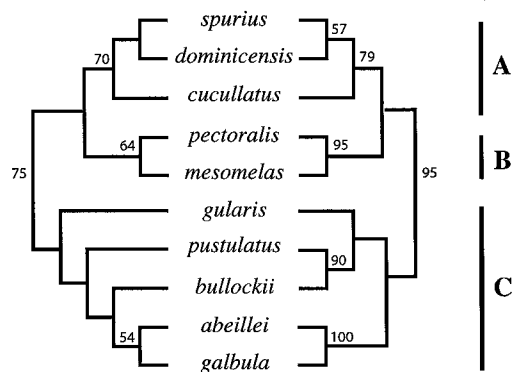 spurius
57
dominicensis
70
79
A
cucullatus
pectoralis
64
95
B
mesomelas
75
95
gularis
pustulatus
90
bullockii
C
abeillei
54
100
galbula